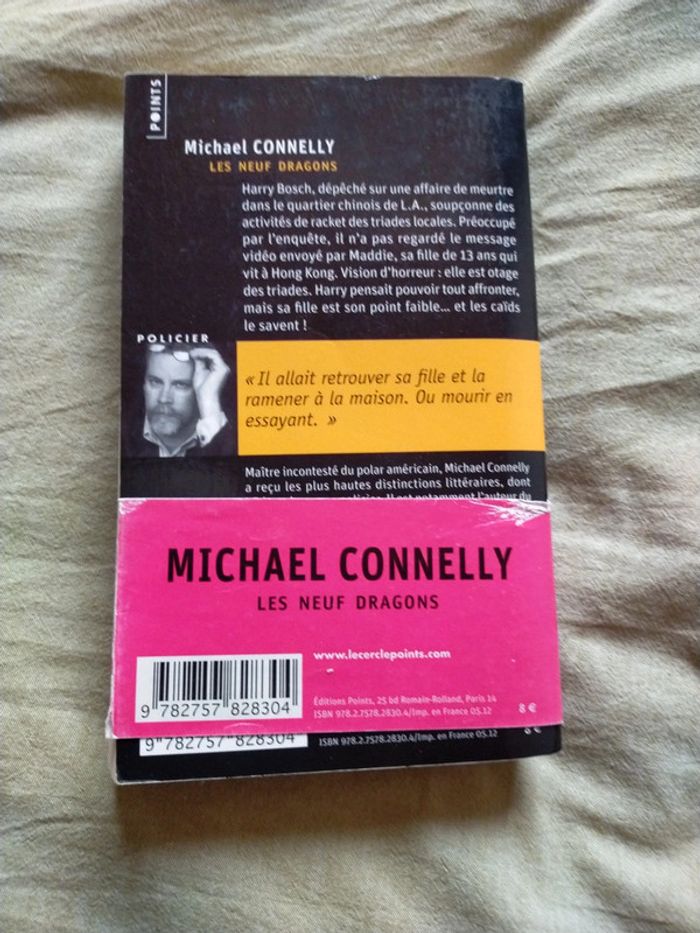 POINTS
Michael CONNELLY
LES NEUF DRAGONS
Harry Bosch, dépêché sur une affaire de meurtre
dans le quartier chinois de L.A., soupçonne des
activités de racket des triades locales. Préoccupé
par l'enquête, il n'a pas regardé le message
vidéo envoyé par Maddie, sa fille de 13 ans qui
vit à Hong Kong. Vision d'horreur : elle est otage
des triades. Harry pensait pouvoir tout affronter,
mais sa fille est son point faible... et les caïds
le savent !
POLICIER
« Il allait retrouver sa fille et la
ramener à la maison. Ou mourir en
essayant. »
Maître incontesté du polar américain, Michael Connelly
a reçu les plus hautes distinctions littéraires, dont
Il est notamment l'auteur du
MICHAEL CONNELLY
LES NEUF DRAGONS
www.lecerclepoints.com
Éditions Points, 25 bd Romain-Rolland, Paris 14
ISBN 978.2.7578.2830.4/Imp. en France 05.12
8 €
9 782757 828304
ISBN 978.2.7578.2830.4/Imp. en France 05.12
8 €
9 782757 828304